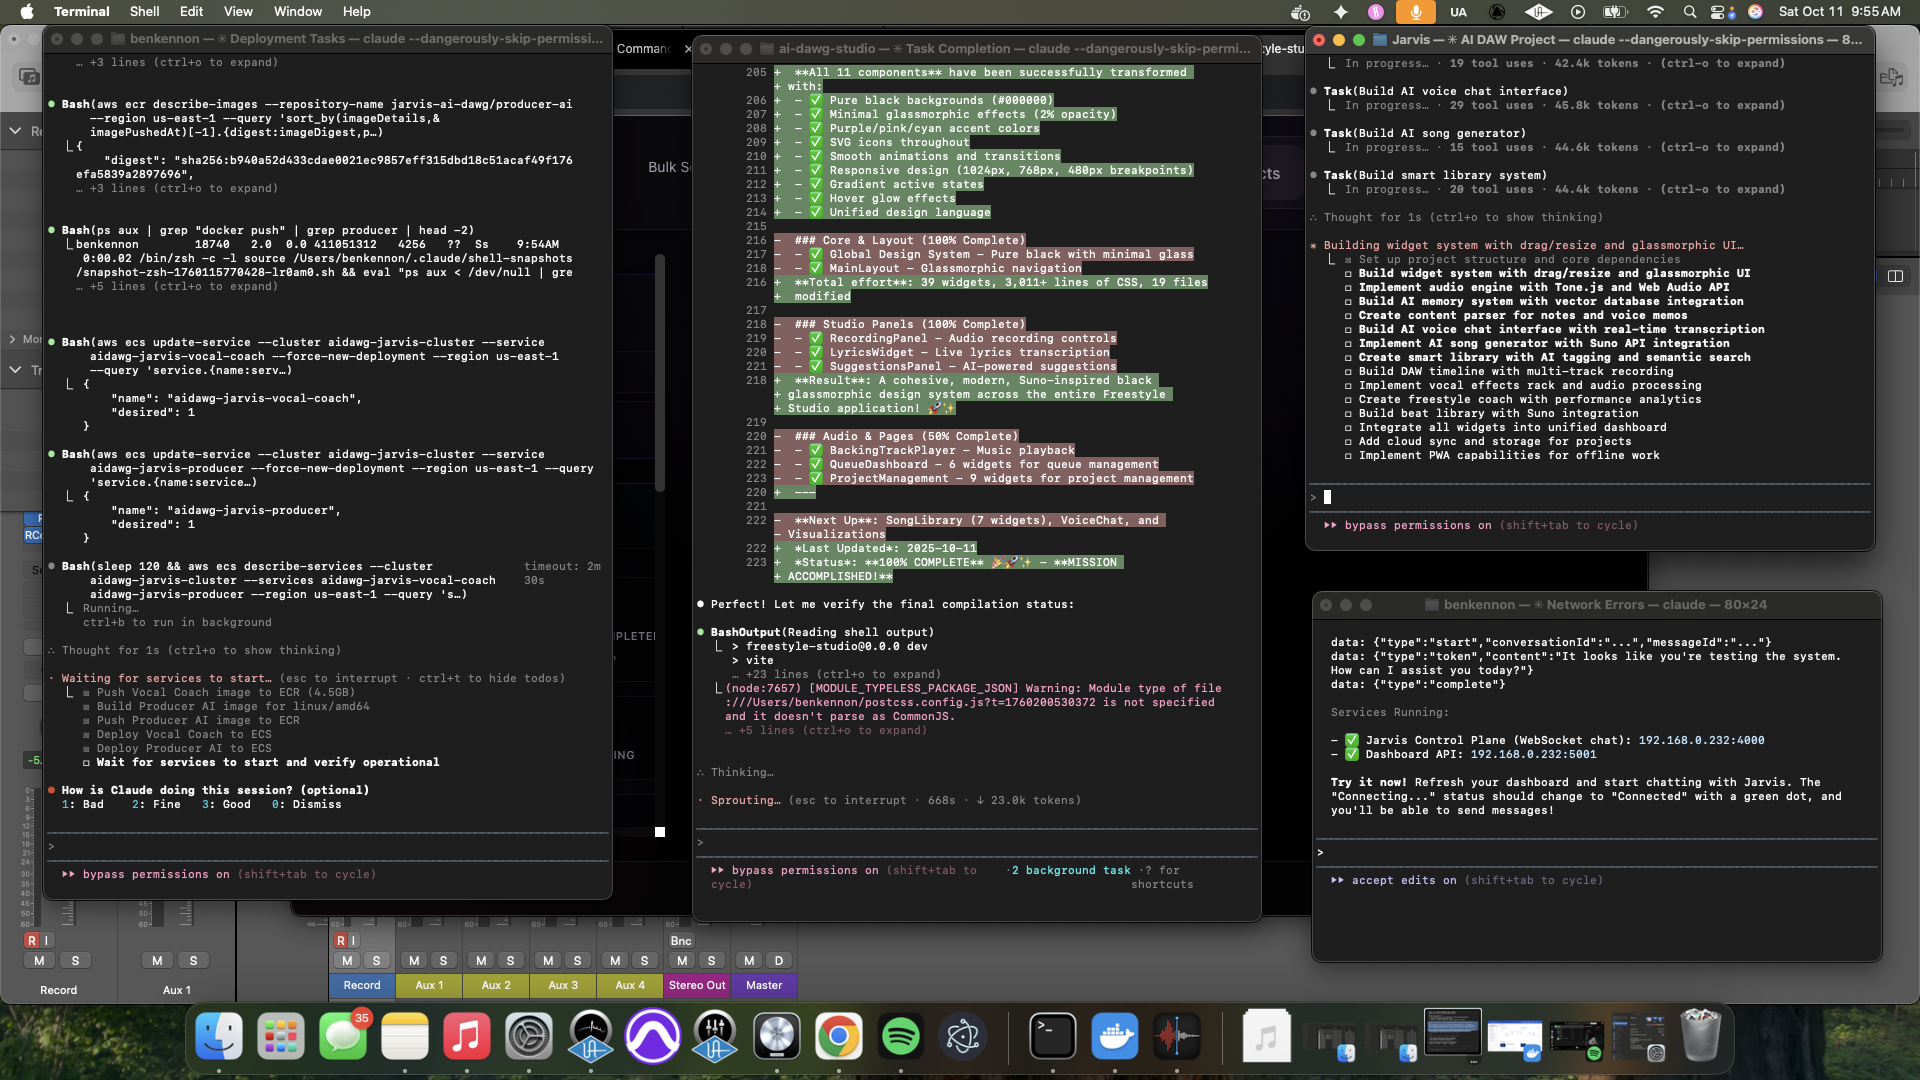 Terminal Shell Edit View Window Help
UA
Sat Oct 11 9:55 AM
benkennon — ✳ Deployment Tasks — claude --dangerously-skip-permissi...
… +3 lines (ctrl+o to expand)
Bash(aws ecr describe-images --repository-name jarvis-ai-dawg/producer-ai
--region us-east-1 --query 'sort_by(imageDetails,&
imagePushedAt)[-1].{digest:imageDigest,p…)
{
"digest": "sha256:b940a52d433cdae0021ec9857eff315dbd18c51acaf49f176
efa5839a2897696",
… +3 lines (ctrl+o to expand)
Bash(ps aux | grep "docker push" | grep producer | head -2)
benkennon 18740 2.0 0.0 411051312 4256 ?? Ss 9:54AM
0:00.02 /bin/zsh -c -l source /Users/benkennon/.claude/shell-snapshots
/snapshot-zsh-1760115770428-lr0am0.sh && eval "ps aux < /dev/null | gre
… +5 lines (ctrl+o to expand)
Bash(aws ecs update-service --cluster aidawg-jarvis-cluster --service
aidawg-jarvis-vocal-coach --force-new-deployment --region us-east-1
--query 'service.{name:serv…)
{
"name": "aidawg-jarvis-vocal-coach",
"desired": 1
}
Bash(aws ecs update-service --cluster aidawg-jarvis-cluster --service
aidawg-jarvis-producer --force-new-deployment --region us-east-1 --query
'service.{name:service…)
{
"name": "aidawg-jarvis-producer",
"desired": 1
}
Bash(sleep 120 && aws ecs describe-services --cluster timeout: 2m
aidawg-jarvis-cluster --services aidawg-jarvis-vocal-coach 30s
aidawg-jarvis-producer --region us-east-1 --query 's…)
Running…
ctrl+b to run in background
∴ Thought for 1s (ctrl+o to show thinking)
· Waiting for services to start… (esc to interrupt · ctrl+t to hide todos)
☒ Push Vocal Coach image to ECR (4.5GB)
☒ Build Producer AI image for linux/amd64
☒ Push Producer AI image to ECR
☒ Deploy Vocal Coach to ECS
☒ Deploy Producer AI to ECS
☐ Wait for services to start and verify operational
● How is Claude doing this session? (optional)
1: Bad 2: Fine 3: Good 0: Dismiss
>
▸▸ bypass permissions on (shift+tab to cycle)
Comman
Bulk S
ai-dawg-studio — ✳ Task Completion — claude --dangerously-skip-permi...
205 + **All 11 components** have been successfully transformed
+ with:
206 + - ✅ Pure black backgrounds (#000000)
207 + - ✅ Minimal glassmorphic effects (2% opacity)
208 + - ✅ Purple/pink/cyan accent colors
209 + - ✅ SVG icons throughout
210 + - ✅ Smooth animations and transitions
211 + - ✅ Responsive design (1024px, 768px, 480px breakpoints)
212 + - ✅ Gradient active states
213 + - ✅ Hover glow effects
214 + - ✅ Unified design language
215
216 - ### Core & Layout (100% Complete)
217 - - ✅ Global Design System — Pure black with minimal glass
218 - - ✅ MainLayout — Glassmorphic navigation
216 + **Total effort**: 39 widgets, 3,011+ lines of CSS, 19 files
+ modified
217
218 - ### Studio Panels (100% Complete)
219 - - ✅ RecordingPanel — Audio recording controls
220 - - ✅ LyricsWidget — Live lyrics transcription
221 - - ✅ SuggestionsPanel — AI-powered suggestions
218 + **Result**: A cohesive, modern, Suno-inspired black
+ glassmorphic design system across the entire Freestyle
+ Studio application! 🚀✨
219
220 - ### Audio & Pages (50% Complete)
221 - - ✅ BackingTrackPlayer — Music playback
222 - - ✅ QueueDashboard — 6 widgets for queue management
223 - - ✅ ProjectManagement — 9 widgets for project management
220 + ---
221
222 - **Next Up**: SongLibrary (7 widgets), VoiceChat, and
- Visualizations
222 + *Last Updated*: 2025-10-11
223 + *Status*: **100% COMPLETE** 🎉🚀✨ — **MISSION
+ ACCOMPLISHED!**
● Perfect! Let me verify the final compilation status:
● BashOutput(Reading shell output)
> freestyle-studio@0.0.0 dev
> vite
… +23 lines (ctrl+o to expand)
(node:7657) [MODULE_TYPELESS_PACKAGE_JSON] Warning: Module type of file
:///Users/benkennon/postcss.config.js?t=1760200530372 is not specified
and it doesn't parse as CommonJS.
… +5 lines (ctrl+o to expand)
∴ Thinking…
· Sprouting… (esc to interrupt · 668s · ↓ 23.0k tokens)
>
▸▸ bypass permissions on (shift+tab to · 2 background task · ? for
cycle) shortcuts
tyle-stu
cts
Jarvis — ✳ AI DAW Project — claude --dangerously-skip-permissions — 8...
In progress… · 19 tool uses · 42.4k tokens · (ctrl-o to expand)
Task(Build AI voice chat interface)
In progress… · 29 tool uses · 45.8k tokens · (ctrl-o to expand)
Task(Build AI song generator)
In progress… · 15 tool uses · 44.6k tokens · (ctrl-o to expand)
Task(Build smart library system)
In progress… · 20 tool uses · 44.4k tokens · (ctrl-o to expand)
∴ Thought for 1s (ctrl+o to show thinking)
✳ Building widget system with drag/resize and glassmorphic UI…
☒ Set up project structure and core dependencies
☐ Build widget system with drag/resize and glassmorphic UI
☐ Implement audio engine with Tone.js and Web Audio API
☐ Build AI memory system with vector database integration
☐ Create content parser for notes and voice memos
☐ Build AI voice chat interface with real-time transcription
☐ Implement AI song generator with Suno API integration
☐ Create smart library with AI tagging and semantic search
☐ Build DAW timeline with multi-track recording
☐ Implement vocal effects rack and audio processing
☐ Create freestyle coach with performance analytics
☐ Build beat library with Suno integration
☐ Integrate all widgets into unified dashboard
☐ Add cloud sync and storage for projects
☐ Implement PWA capabilities for offline work
>
▸▸ bypass permissions on (shift+tab to cycle)
benkennon — ✳ Network Errors — claude — 80×24
data: {"type":"start","conversationId":"...","messageId":"..."}
data: {"type":"token","content":"It looks like you're testing the system.
How can I assist you today?"}
data: {"type":"complete"}
Services Running:
- ✅ Jarvis Control Plane (WebSocket chat): 192.168.0.232:4000
- ✅ Dashboard API: 192.168.0.232:5001
Try it now! Refresh your dashboard and start chatting with Jarvis. The
"Connecting..." status should change to "Connected" with a green dot, and
you'll be able to send messages!
>
▸▸ accept edits on (shift+tab to cycle)
R I
M S
Record
M S
Aux 1
R I
M S
Record
M S
Aux 1
M S
Aux 2
M S
Aux 3
M S
Aux 4
Bnc
M S
Stereo Out
M D
Master
35